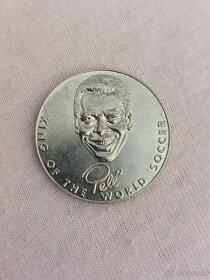 KING OF THE WORLD SOCCER
Pelé